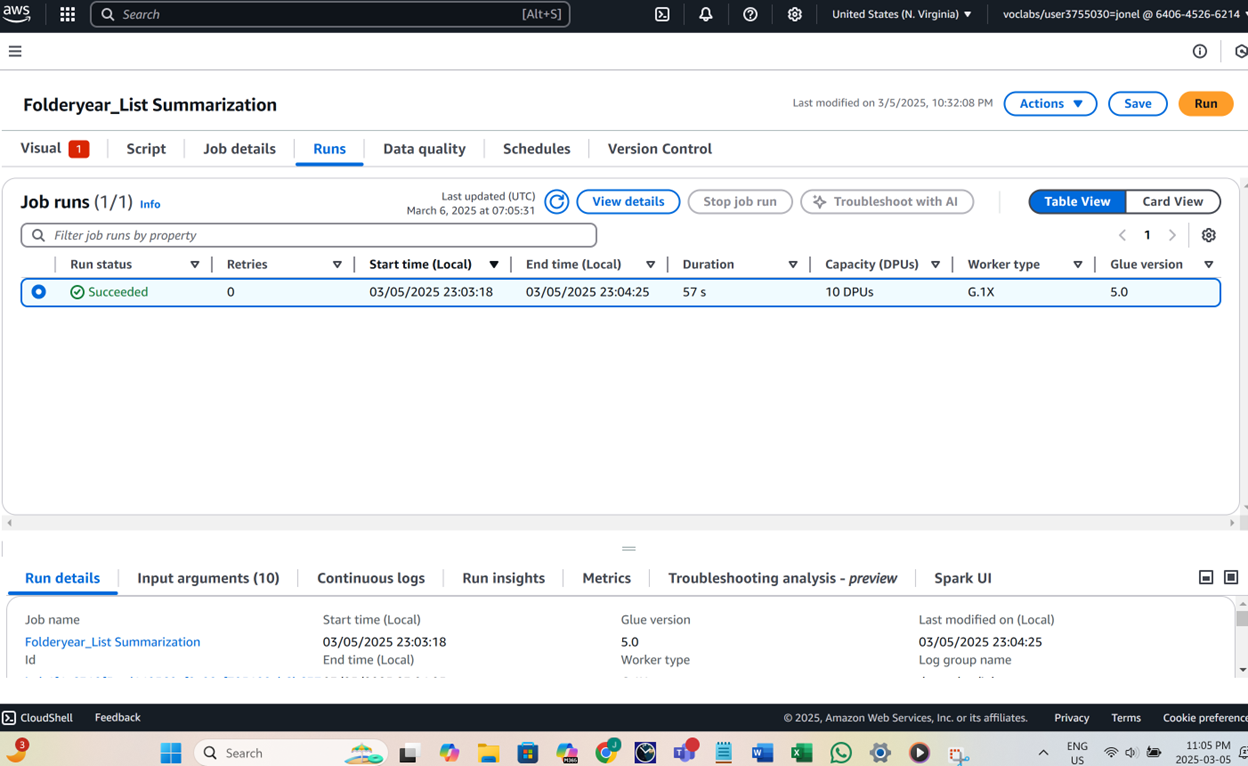 aws
Search [Alt+S]
United States (N. Virginia) ▼
voclabs/user3755030=jonel @ 6406-4526-6214
Folderyear_List Summarization
Last modified on 3/5/2025, 10:32:08 PM
Actions ▼
Save
Run
Visual 1
Script
Job details
Runs
Data quality
Schedules
Version Control
Job runs (1/1) Info
Last updated (UTC)
March 6, 2025 at 07:05:31
View details
Stop job run
Troubleshoot with AI
Table View
Card View
Filter job runs by property
1
Run status Retries Start time (Local) End time (Local) Duration Capacity (DPUs) Worker type Glue version
Succeeded 0 03/05/2025 23:03:18 03/05/2025 23:04:25 57 s 10 DPUs G.1X 5.0
Run details
Input arguments (10)
Continuous logs
Run insights
Metrics
Troubleshooting analysis - preview
Spark UI
Job name
Folderyear_List Summarization
Id
Start time (Local)
03/05/2025 23:03:18
End time (Local)
Glue version
5.0
Worker type
Last modified on (Local)
03/05/2025 23:04:25
Log group name
CloudShell
Feedback
© 2025, Amazon Web Services, Inc. or its affiliates.
Privacy
Terms
Cookie preference
3
Search
ENG
US
11:05 PM
2025-03-05